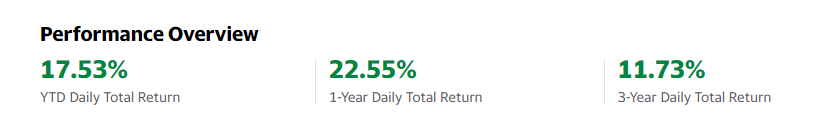 Performance Overview
17.53%
YTD Daily Total Return
22.55%
1-Year Daily Total Return
11.73%
3-Year Daily Total Return